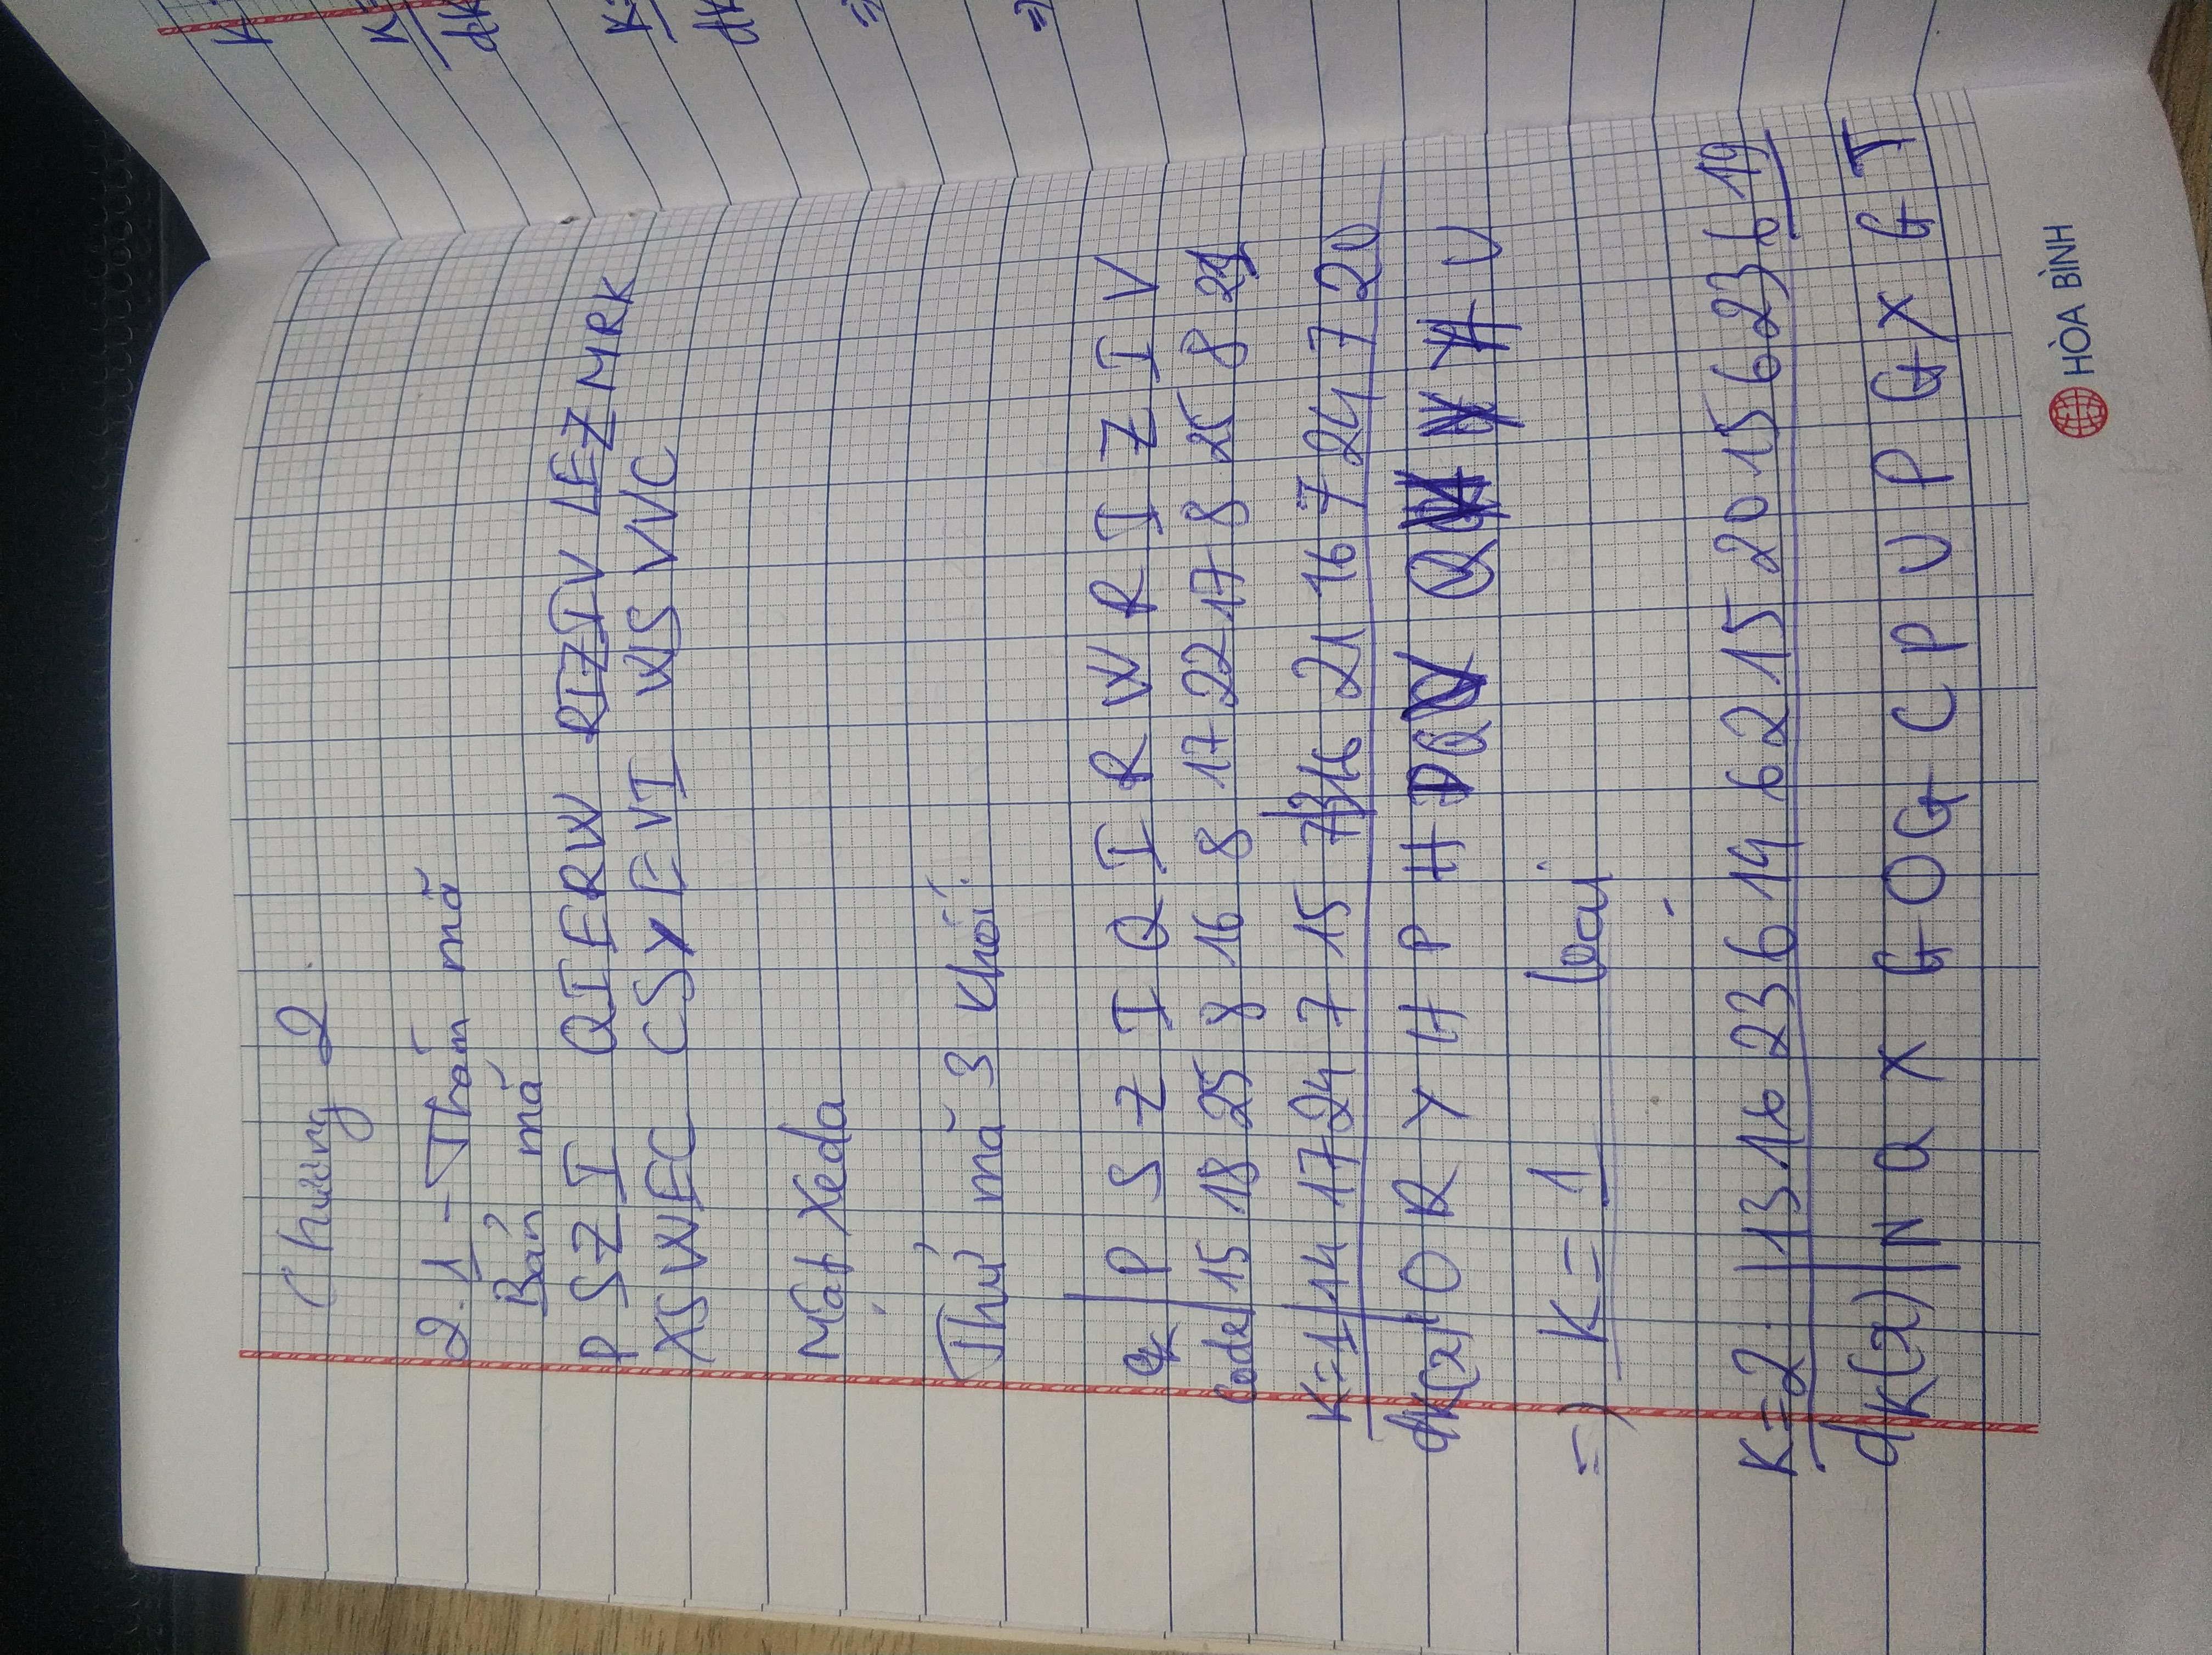 Chương 2.
2.1 - Thám mã
Bản mã
PSZI QIERW RIZIV LEZMRK
XSWEC CSYEVI WSVVC
Mật Xeda
Thử mã 3 khối
P S Z I Q I R W R I Z I V
code 15 18 25 8 16 8 17 22 17 8 25 8 21
K=1 14 17 24 7 15 7 16 21 16 7 24 7 20
dK(x) O R Y H P H Q V Q H Y H U
=) K = 1 loại
K=2 13 16 23 6 14 6 2 15 20 15 6 23 6 19
dK(x) N Q X G O G C P U P G X G T
HÒA BÌNH
K
K=
dK
K=
dK
=>
=>